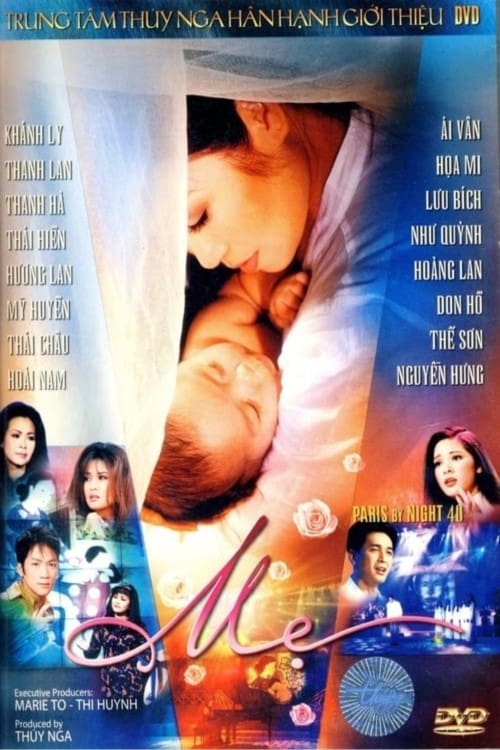 TRUNG TÂM THÚY NGA HÂN HẠNH GIỚI THIỆU DVD
KHÁNH LY
THANH LAN
THANH HÀ
THÁI HIỀN
HƯƠNG LAN
MỸ HUYỀN
THÁI CHÂU
HOÀI NAM
ÁI VÂN
HỌA MI
LƯU BÍCH
NHƯ QUỲNH
HOÀNG LAN
DON HỒ
THẾ SƠN
NGUYỄN HƯNG
PARIS BY NIGHT 40
Mẹ
Executive Producers:
MARIE TO - THI HUYNH
Produced by
THÚY NGA
DVD